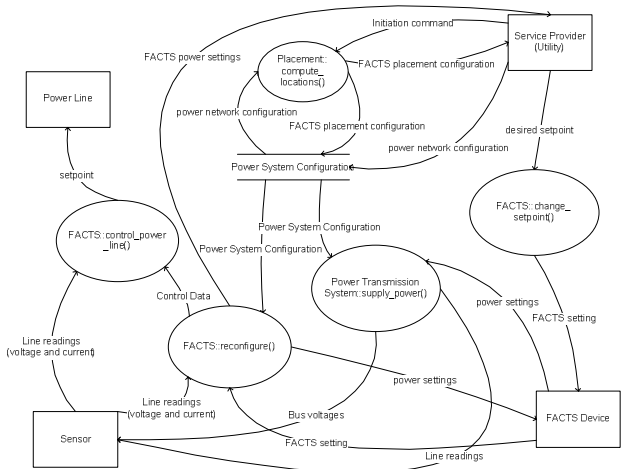 Initiation command
Service Provider
(Utility)
FACTS power settings
Placement::
compute_
locations()
FACTS placement configuration
Power Line
power network configuration
FACTS placement configuration
desired setpoint
power network configuration
Power System Configuration
setpoint
FACTS::change_
setpoint()
FACTS::control_power
_line()
Power System Configuration
Power System Configuration
Power Transmission
System::supply_power()
Control Data
power settings
FACTS setting
Line readings
(voltage and current)
FACTS::reconfigure()
power settings
Line readings
(voltage and current)
Bus voltages
FACTS Device
Sensor
FACTS setting
Line readings